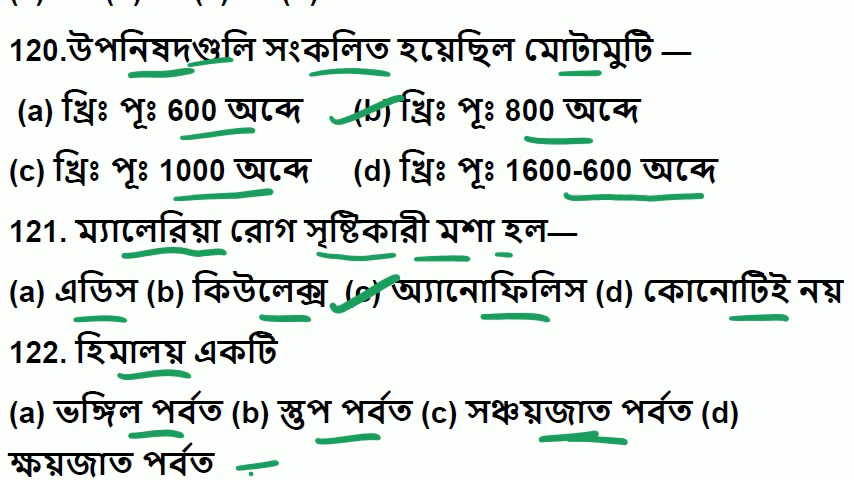 120.উপনিষদগুলি সংকলিত হয়েছিল মোটামুটি —
(a) খ্রিঃ পূঃ 600 অব্দে (b) খ্রিঃ পূঃ 800 অব্দে
(c) খ্রিঃ পূঃ 1000 অব্দে (d) খ্রিঃ পূঃ 1600-600 অব্দে
121. ম্যালেরিয়া রোগ সৃষ্টিকারী মশা হল—
(a) এডিস (b) কিউলেক্স (c) অ্যানোফিলিস (d) কোনোটিই নয়
122. হিমালয় একটি
(a) ভঙ্গিল পর্বত (b) স্তুপ পর্বত (c) সঞ্চয়জাত পর্বত (d)
ক্ষয়জাত পর্বত